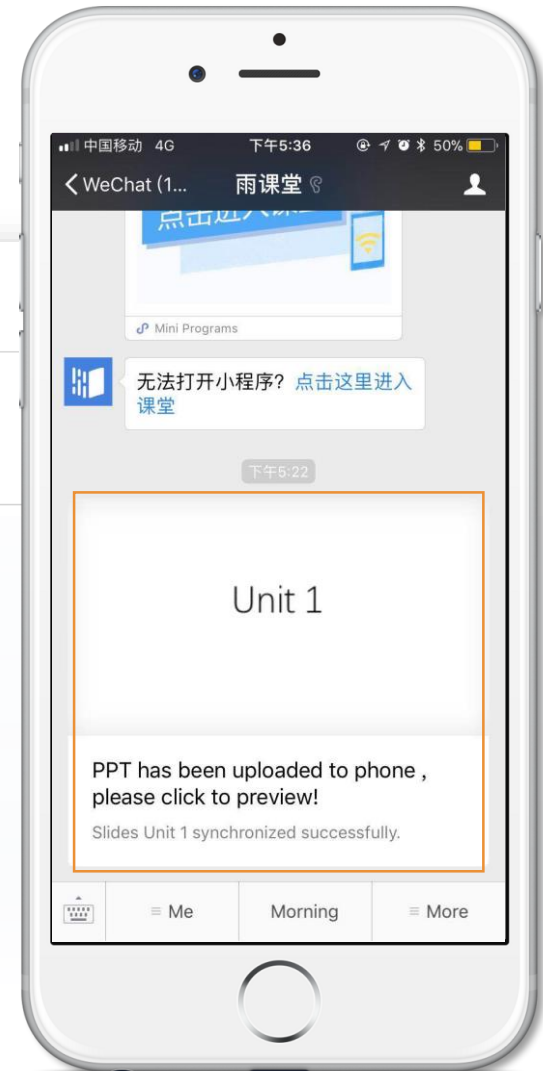 中国移动 4G 下午5:36 50%
WeChat (1... 雨课堂
点击进入课堂
Mini Programs
无法打开小程序? 点击这里进入
课堂
下午5:22
Unit 1
PPT has been uploaded to phone ,
please click to preview!
Slides Unit 1 synchronized successfully.
Me Morning More